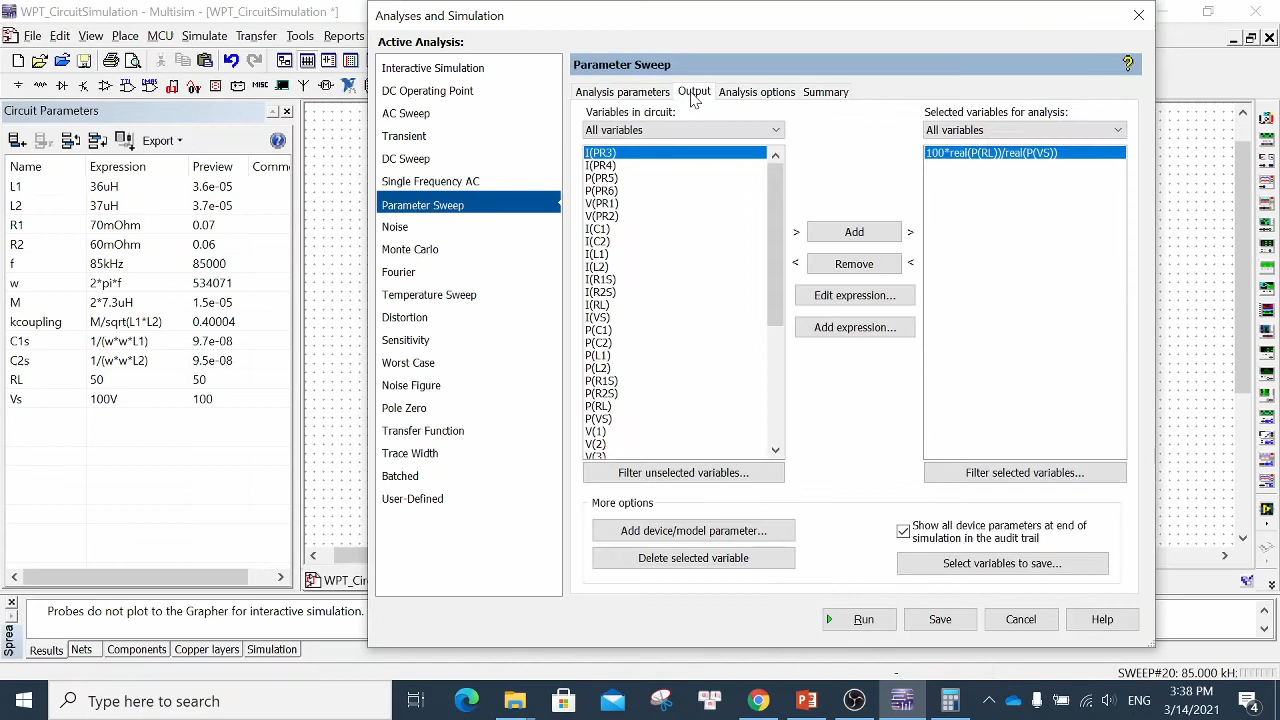 WPT_CircuitSimulation - Multisim - [WPT_CircuitSimulation *]
File Edit View Place MCU Simulate Transfer Tools Reports
MISC
Circuit Parameters
Export
Name Expression Preview Comme
L1 36uH 3.6e-05
L2 37uH 3.7e-05
R1 70mOhm 0.07
R2 60mOhm 0.06
f 85kHz 85000
w 2*pi*f 534071
M 2*7.3uH 1.5e-05
kcoupling M/sqrt(L1*L2) 0.40004
C1s 1/(w*w*L1) 9.7e-08
C2s 1/(w*w*L2) 9.5e-08
RL 50 50
Vs 100V 100
WPT_Circ
Analyses and Simulation
Active Analysis:
Interactive Simulation
DC Operating Point
AC Sweep
Transient
DC Sweep
Single Frequency AC
Parameter Sweep
Noise
Monte Carlo
Fourier
Temperature Sweep
Distortion
Sensitivity
Worst Case
Noise Figure
Pole Zero
Transfer Function
Trace Width
Batched
User-Defined
Parameter Sweep
?
Analysis parameters Output Analysis options Summary
Variables in circuit:
All variables
I(PR3)
I(PR4)
P(PR5)
P(PR6)
V(PR1)
V(PR2)
I(C1)
I(C2)
I(L1)
I(L2)
I(R1S)
I(R2S)
I(RL)
I(VS)
P(C1)
P(C2)
P(L1)
P(L2)
P(R1S)
P(R2S)
P(RL)
P(VS)
V(1)
V(2)
V(3)
Filter unselected variables...
> Add >
< Remove <
Edit expression...
Add expression...
Selected variables for analysis:
All variables
100*real(P(RL))/real(P(VS))
Filter selected variables...
More options
Add device/model parameter...
Delete selected variable
Show all device parameters at end of
simulation in the audit trail
Select variables to save...
Run Save Cancel Help
Sprea
Probes do not plot to the Grapher for interactive simulation.
Results Nets Components Copper layers Simulation
- SWEEP#20: 85.000 kH
Type here to search
ENG
3:38 PM
3/14/2021
4